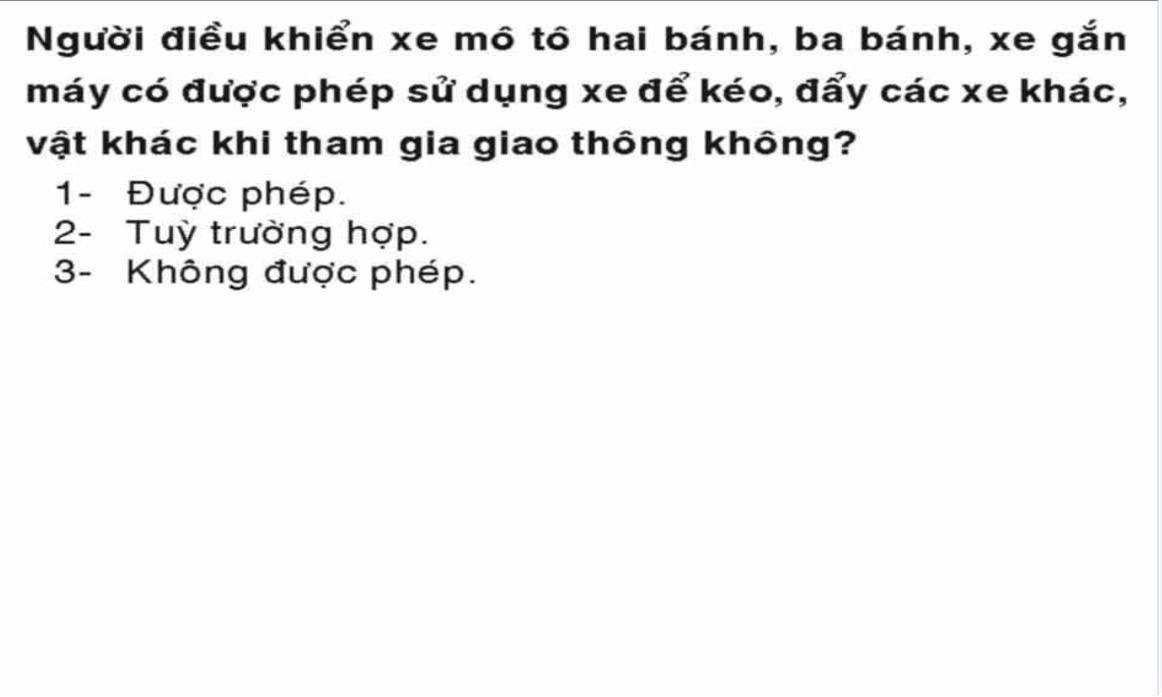 Người điều khiển xe mô tô hai bánh, ba bánh, xe gắn
máy có được phép sử dụng xe để kéo, đẩy các xe khác,
vật khác khi tham gia giao thông không?
1- Được phép.
2- Tuỳ trường hợp.
3- Không được phép.